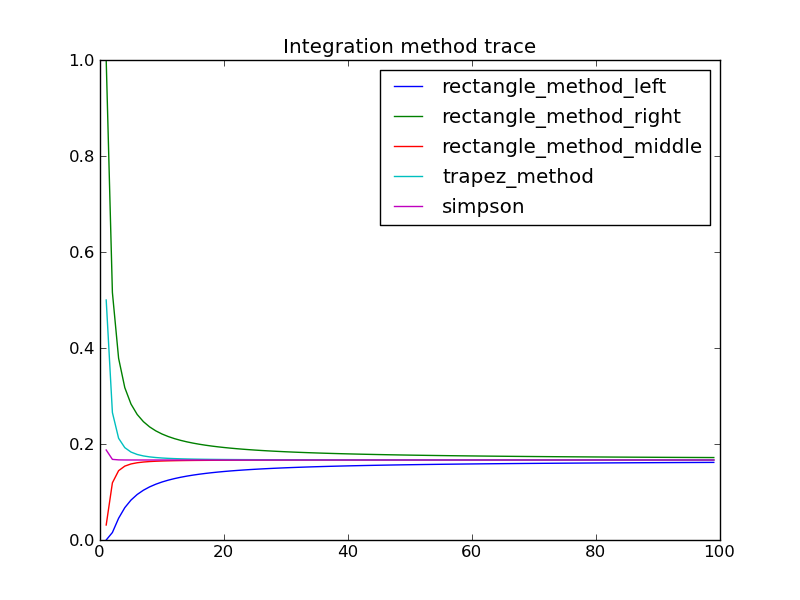 Integration method trace
1.0
0.8
0.6
0.4
0.2
0.0
rectangle_method_left
rectangle_method_right
rectangle_method_middle
trapez_method
simpson
0 20 40 60 80 100